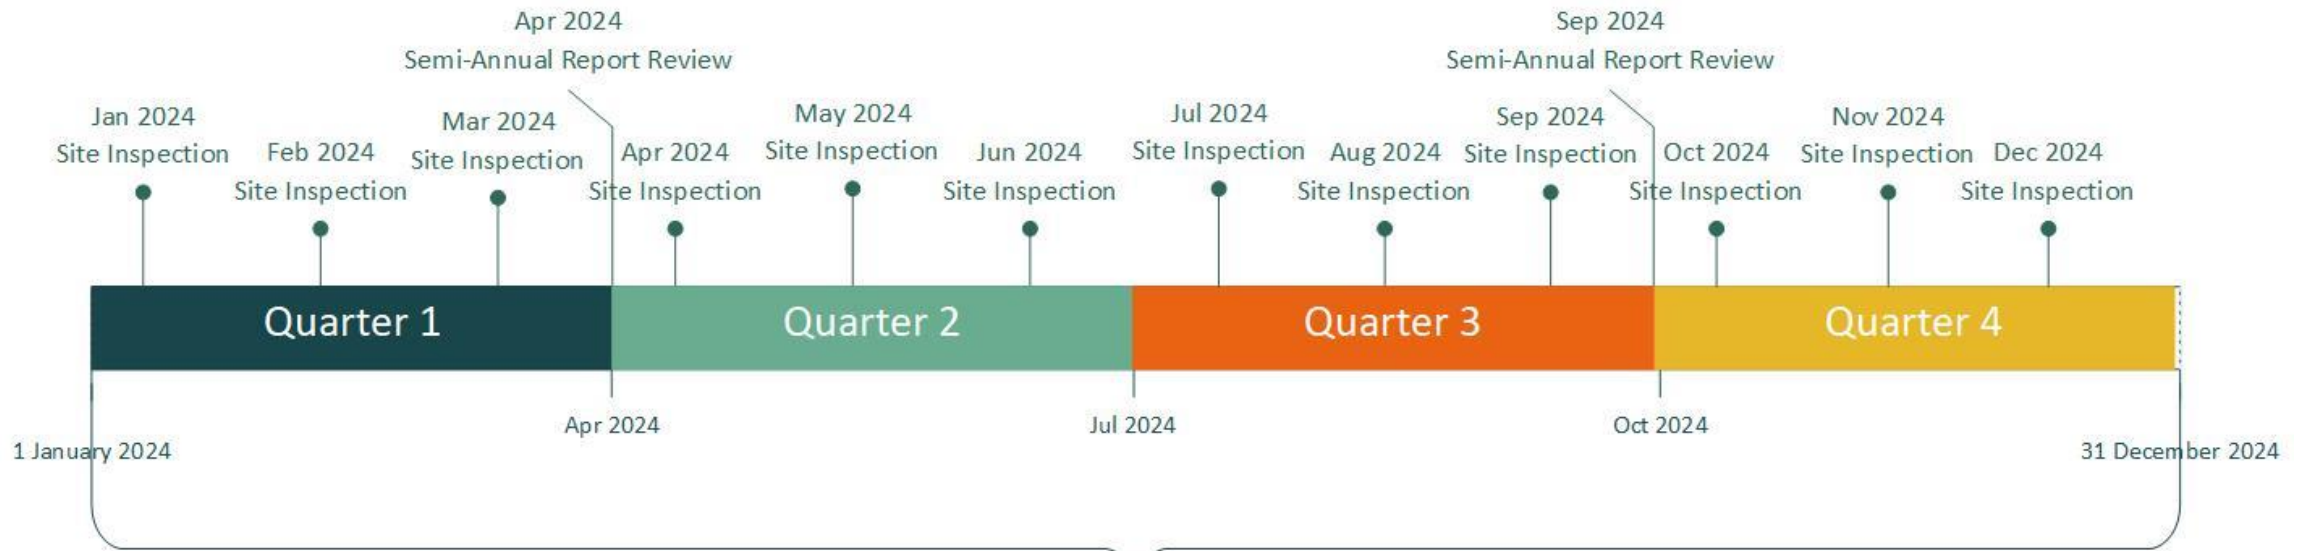 Apr 2024
Semi-Annual Report Review
Sep 2024
Semi-Annual Report Review
Jan 2024
Site Inspection
Feb 2024
Site Inspection
Mar 2024
Site Inspection
Apr 2024
Site Inspection
May 2024
Site Inspection
Jun 2024
Site Inspection
Jul 2024
Site Inspection
Aug 2024
Site Inspection
Sep 2024
Site Inspection
Oct 2024
Site Inspection
Nov 2024
Site Inspection
Dec 2024
Site Inspection
Quarter 1
Quarter 2
Quarter 3
Quarter 4
Apr 2024
Jul 2024
Oct 2024
1 January 2024
31 December 2024